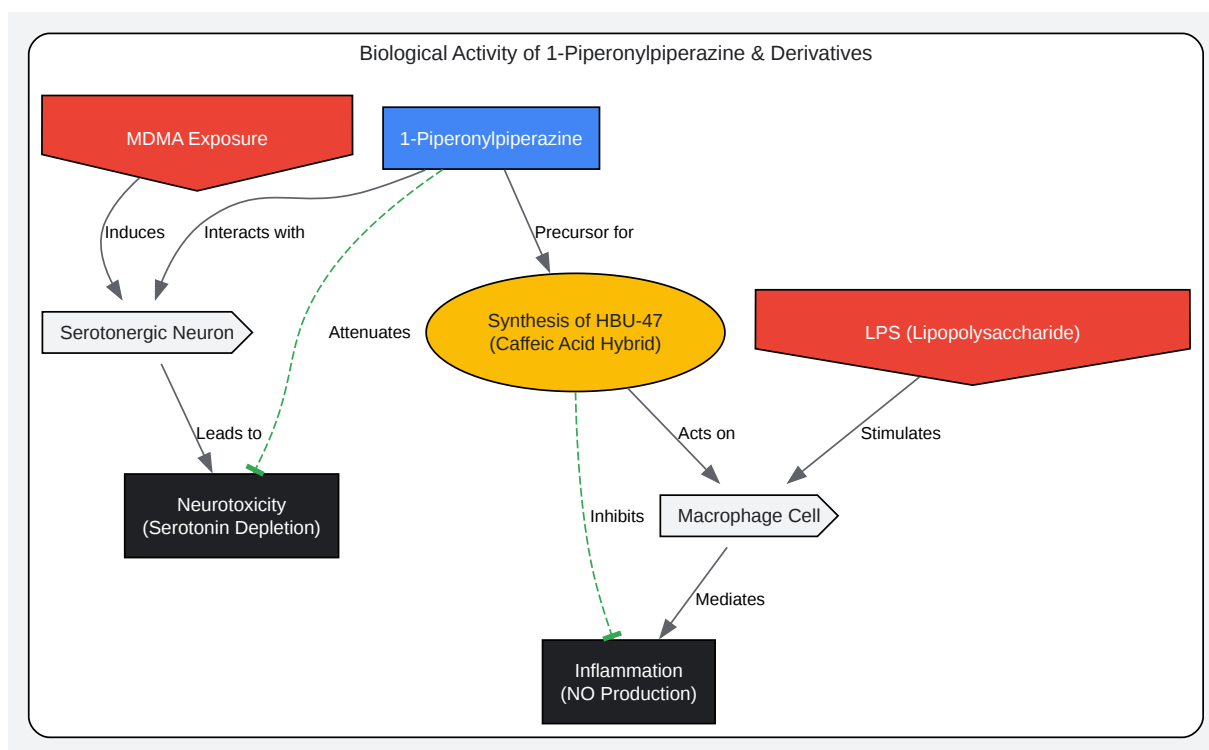 Biological Activity of 1-Piperonylpiperazine & Derivatives
MDMA Exposure
1-Piperonylpiperazine
Induces
Interacts with
Precursor for
Serotonergic Neuron
Attenuates
Synthesis of HBU-47
(Caffeic Acid Hybrid)
LPS (Lipopolysaccharide)
Leads to
Acts on
Stimulates
Neurotoxicity
(Serotonin Depletion)
Inhibits
Macrophage Cell
Mediates
Inflammation
(NO Production)